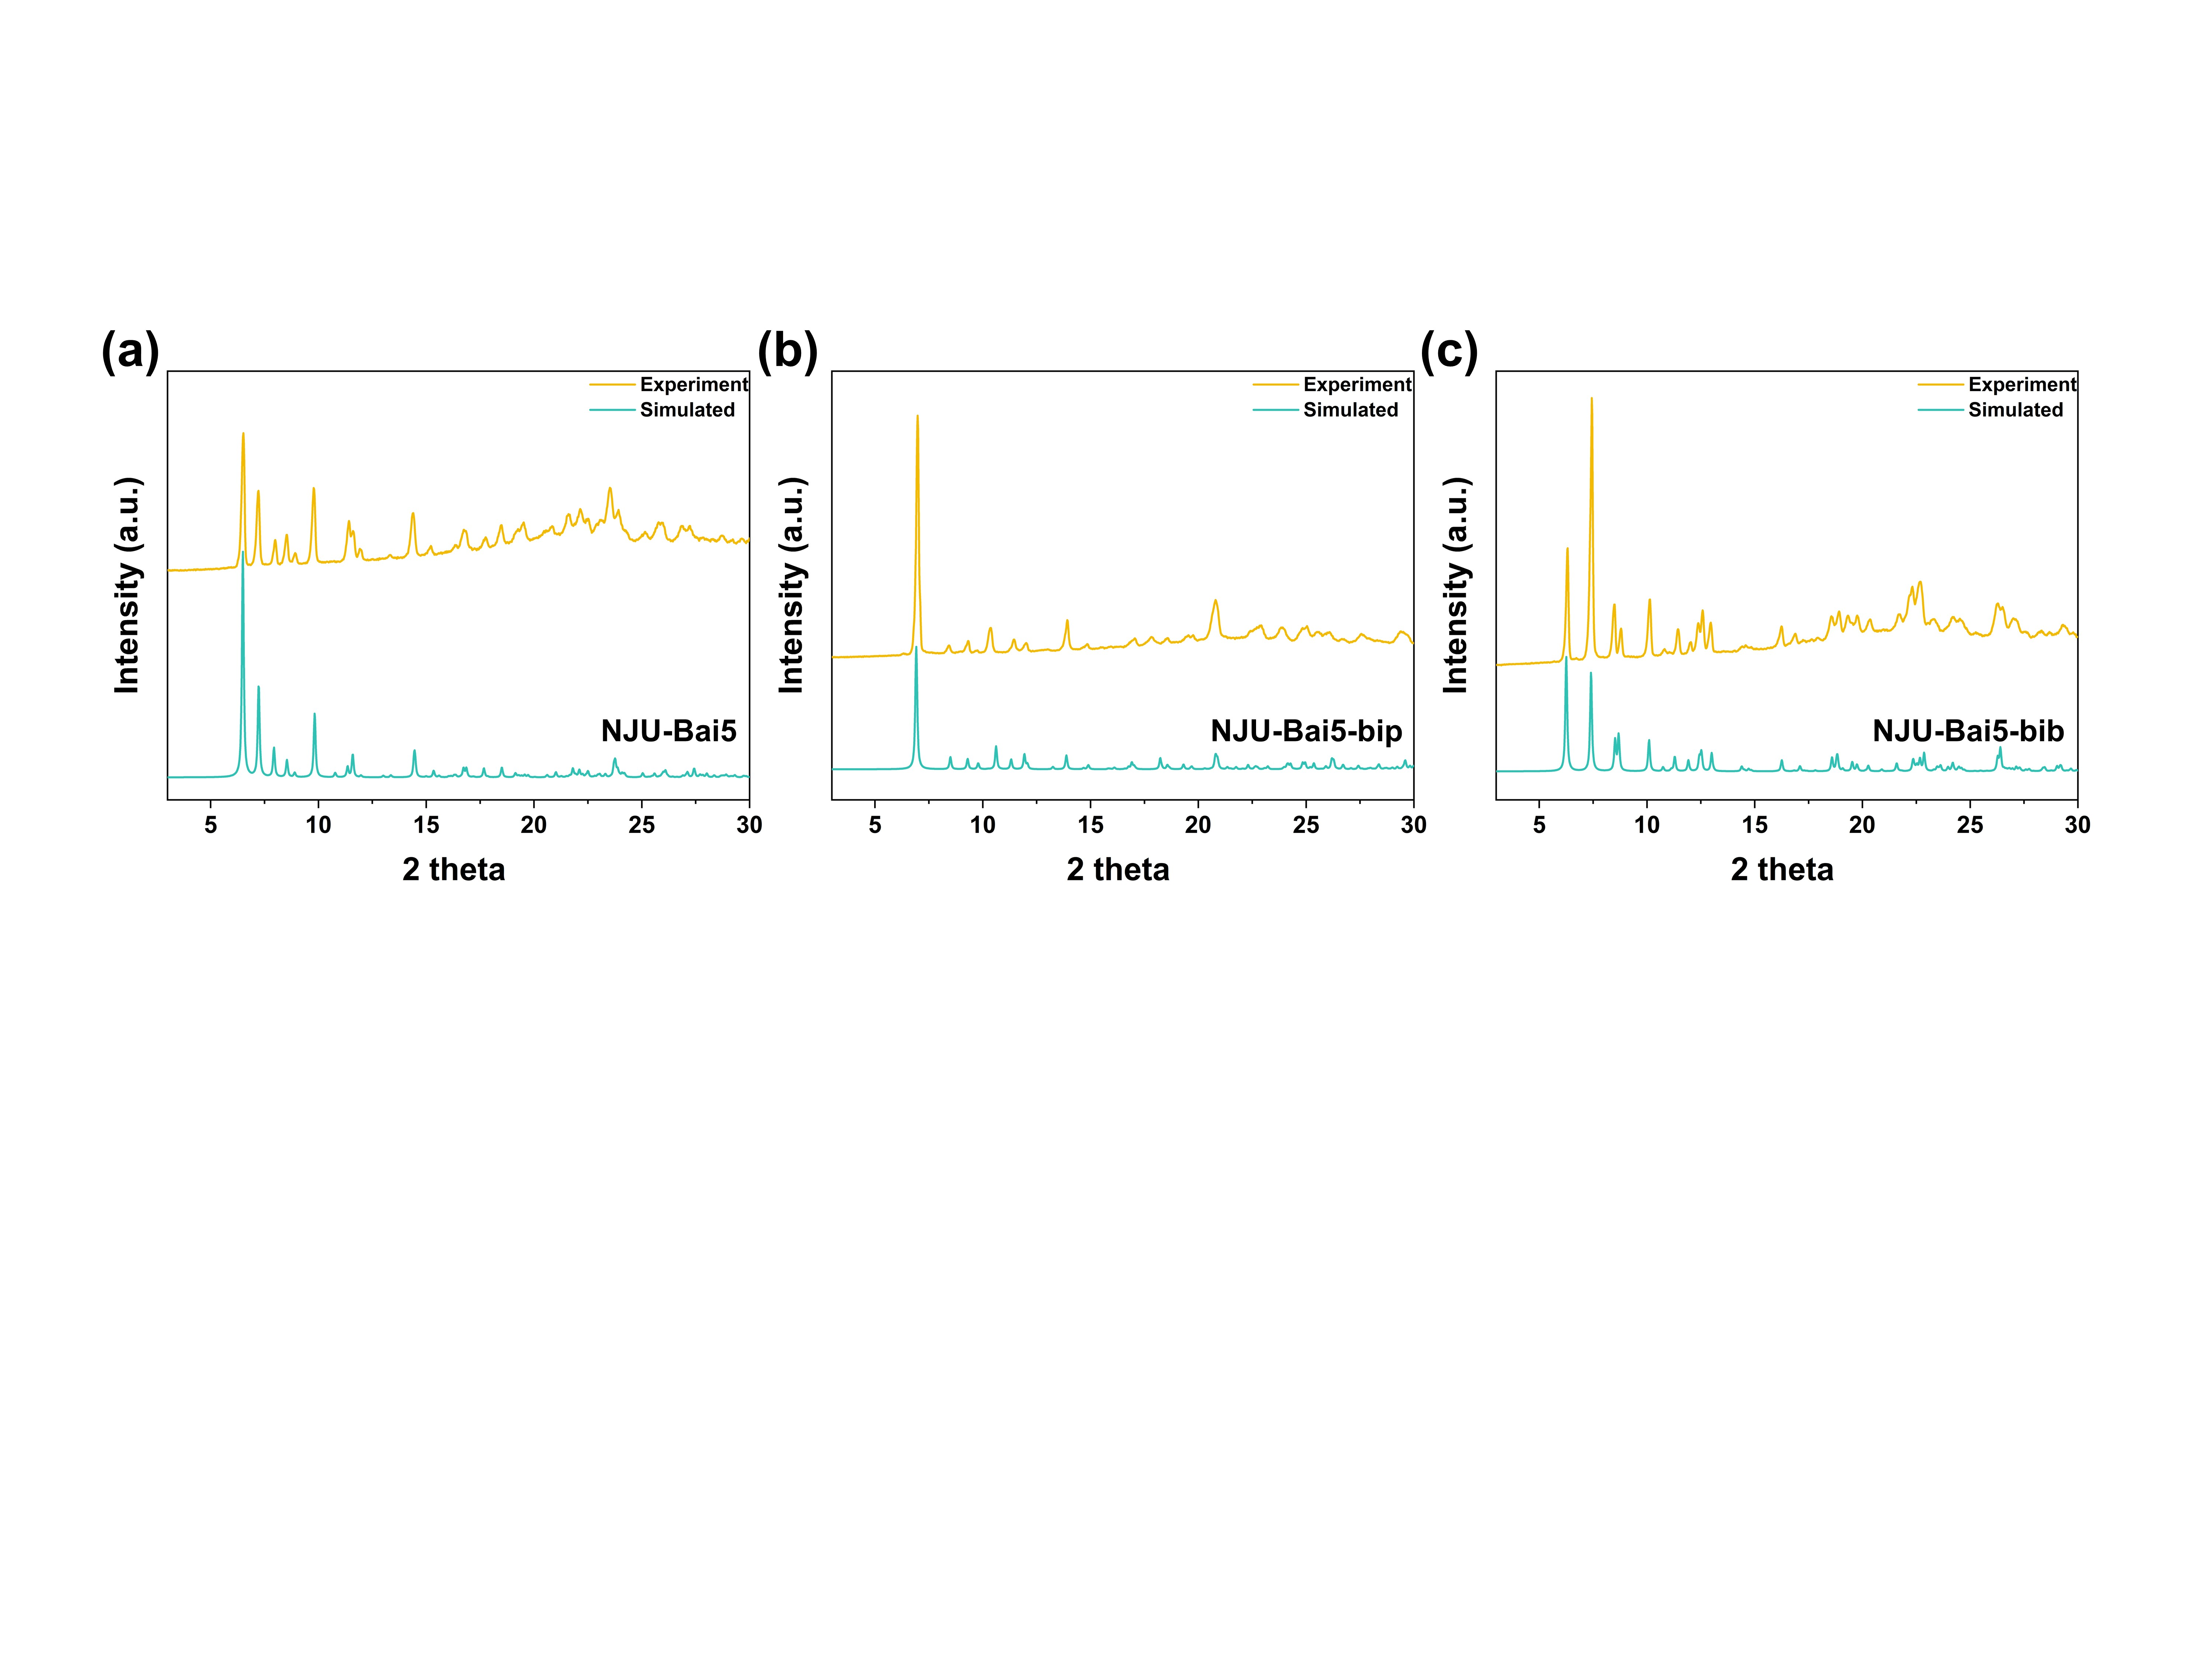 (a)
Experiment
Simulated
Intensity (a.u.)
NJU-Bai5
5 10 15 20 25 30
2 theta
(b)
Experiment
Simulated
Intensity (a.u.)
NJU-Bai5-bip
5 10 15 20 25 30
2 theta
(c)
Experiment
Simulated
Intensity (a.u.)
NJU-Bai5-bib
5 10 15 20 25 30
2 theta